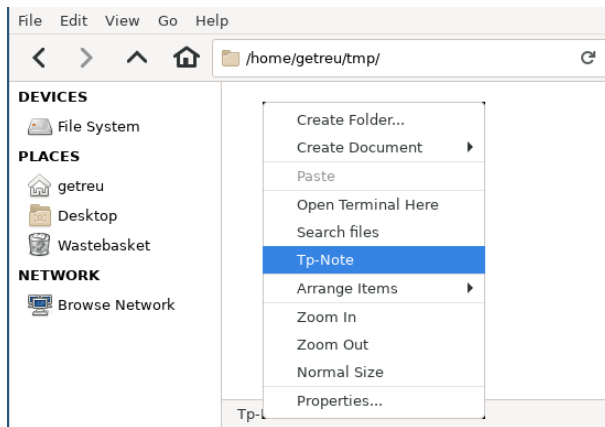 File Edit View Go Help
/home/getreu/tmp/
DEVICES
File System
PLACES
getreu
Desktop
Wastebasket
NETWORK
Browse Network
Create Folder...
Create Document
Paste
Open Terminal Here
Search files
Tp-Note
Arrange Items
Zoom In
Zoom Out
Normal Size
Properties...
Tp-